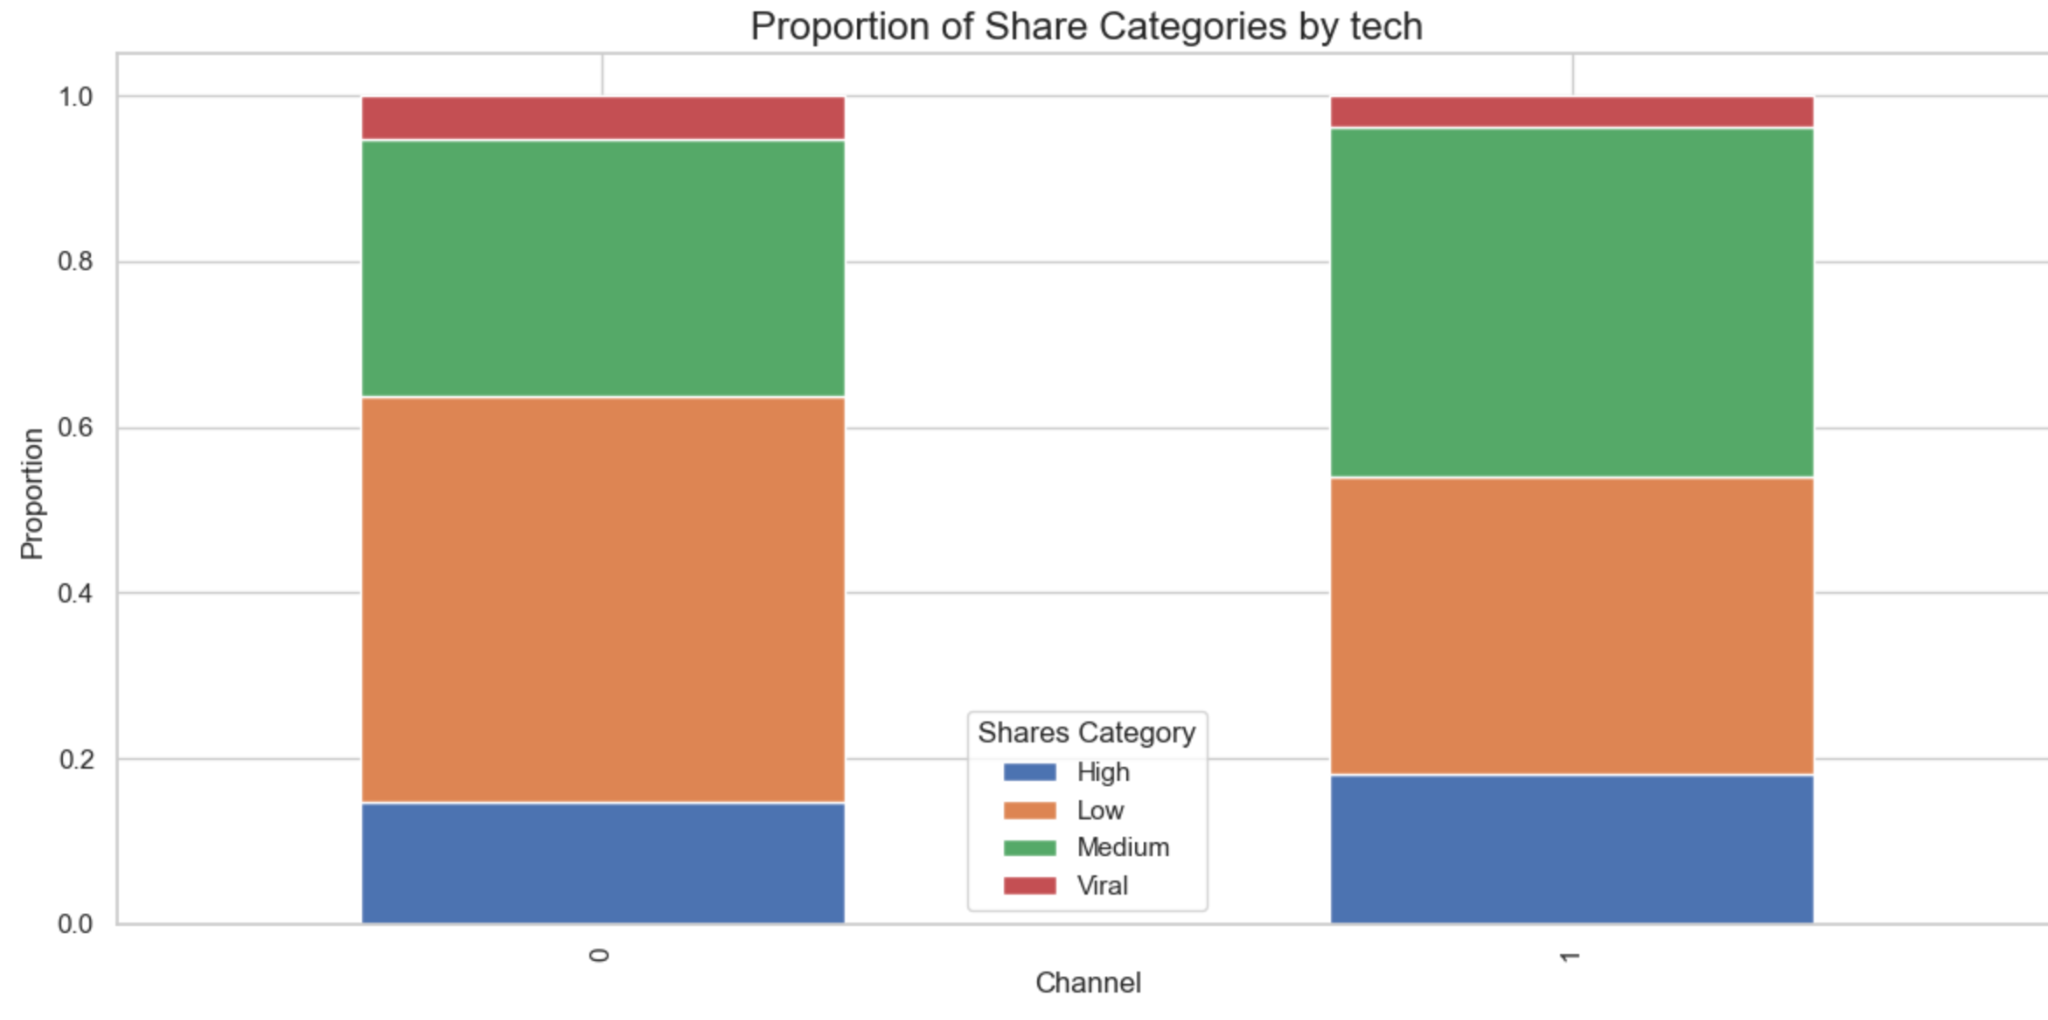 Proportion of Share Categories by tech
1.0
0.8
0.6
0.4
0.2
0.0
Proportion
Shares Category
High
Low
Medium
Viral
0
1
Channel